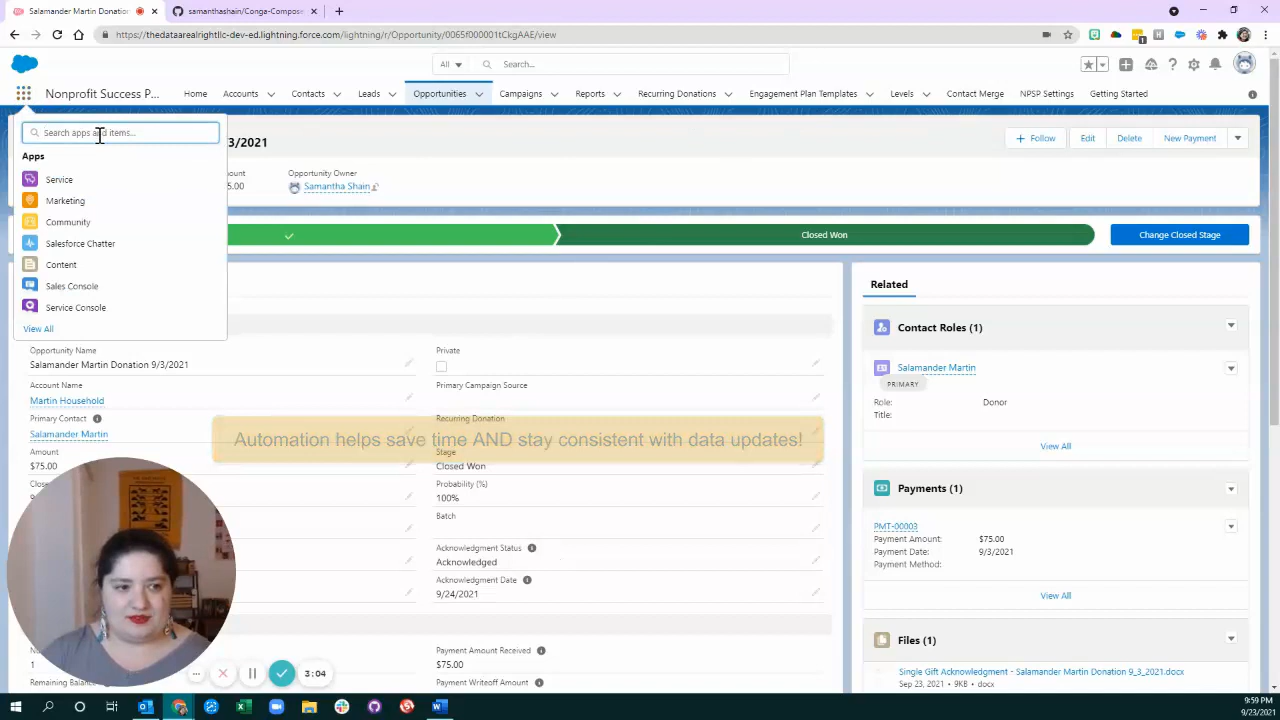 Salamander Martin Donatio
samanthashain/Conga-Compose
https://thedataarealrightllc-dev-ed.lightning.force.com/lightning/r/Opportunity/0065f000001tCkgAAE/view
All
Search...
Nonprofit Success P...
Home
Accounts
Contacts
Leads
Opportunities
Campaigns
Reports
Recurring Donations
Engagement Plan Templates
Levels
Contact Merge
NPSP Settings
Getting Started
Search apps and items...
Apps
Service
Marketing
Community
Salesforce Chatter
Content
Sales Console
Service Console
View All
3/2021
Follow
Edit
Delete
New Payment
ount
5.00
Opportunity Owner
Samantha Shain
Closed Won
Change Closed Stage
Opportunity Name
Salamander Martin Donation 9/3/2021
Account Name
Martin Household
Primary Contact
Salamander Martin
Amount
$75.00
Close
Private
Primary Campaign Source
Recurring Donation
Automation helps save time AND stay consistent with data updates!
Stage
Closed Won
Probability (%)
100%
Batch
Acknowledgment Status
Acknowledged
Acknowledgment Date
9/24/2021
1
Remaining Balance
Payment Amount Received
$75.00
Payment Writeoff Amount
Related
Contact Roles (1)
Salamander Martin
PRIMARY
Role:
Donor
Title:
View All
Payments (1)
PMT-00003
Payment Amount:
$75.00
Payment Date:
9/3/2021
Payment Method:
View All
Files (1)
Single Gift Acknowledgment - Salamander Martin Donation 9_3_2021.docx
Sep 23, 2021 • 9KB • docx
3:04
9:59 PM
9/23/2021